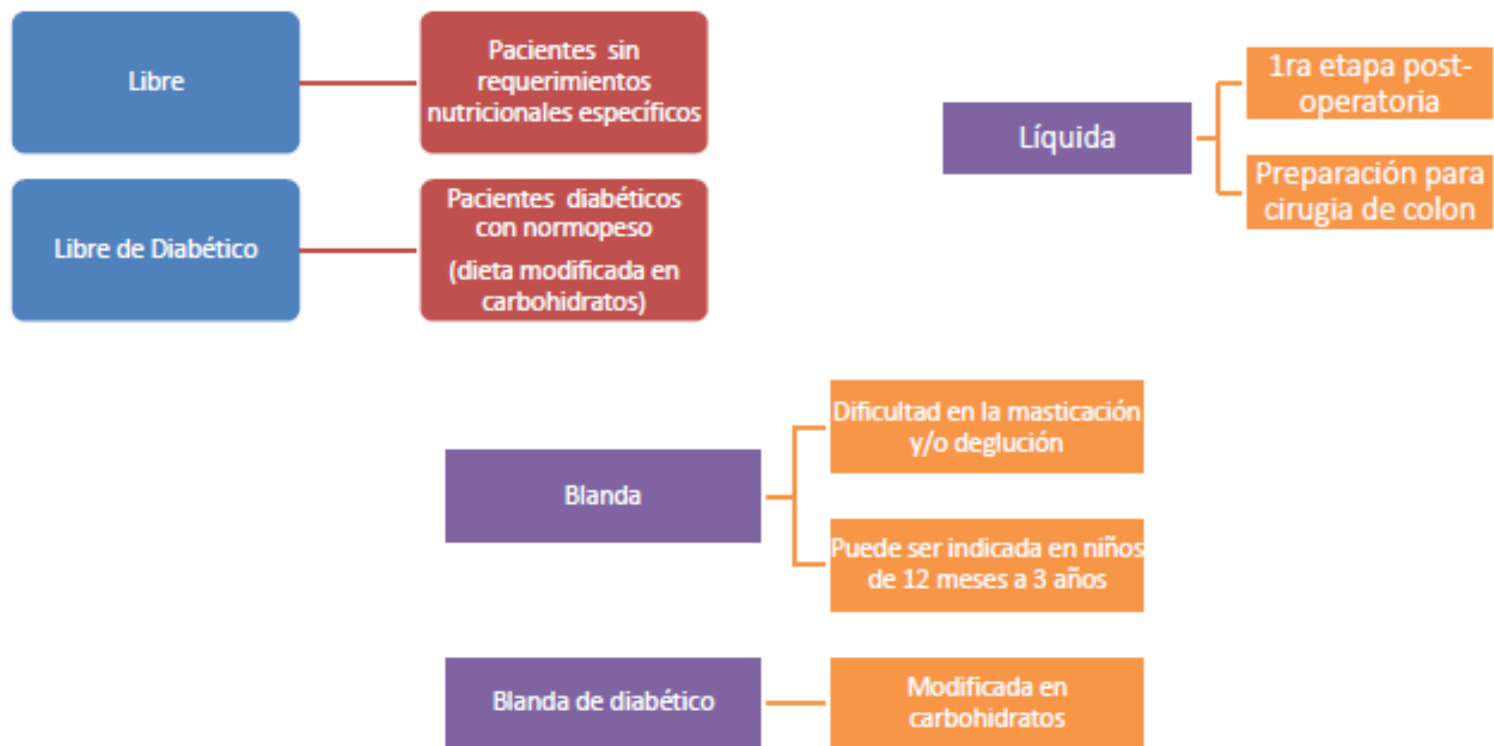 Libre
Pacientes sin
requerimientos
nutricionales específicos
Libre de Diabético
Pacientes diabéticos
con normopeso
(dieta modificada en
carbohidratos)
Líquida
1ra etapa post-
operatoria
Preparación para
cirugia de colon
Blanda
Dificultad en la masticación
y/o deglución
Puede ser indicada en niños
de 12 meses a 3 años
Blanda de diabético
Modificada en
carbohidratos